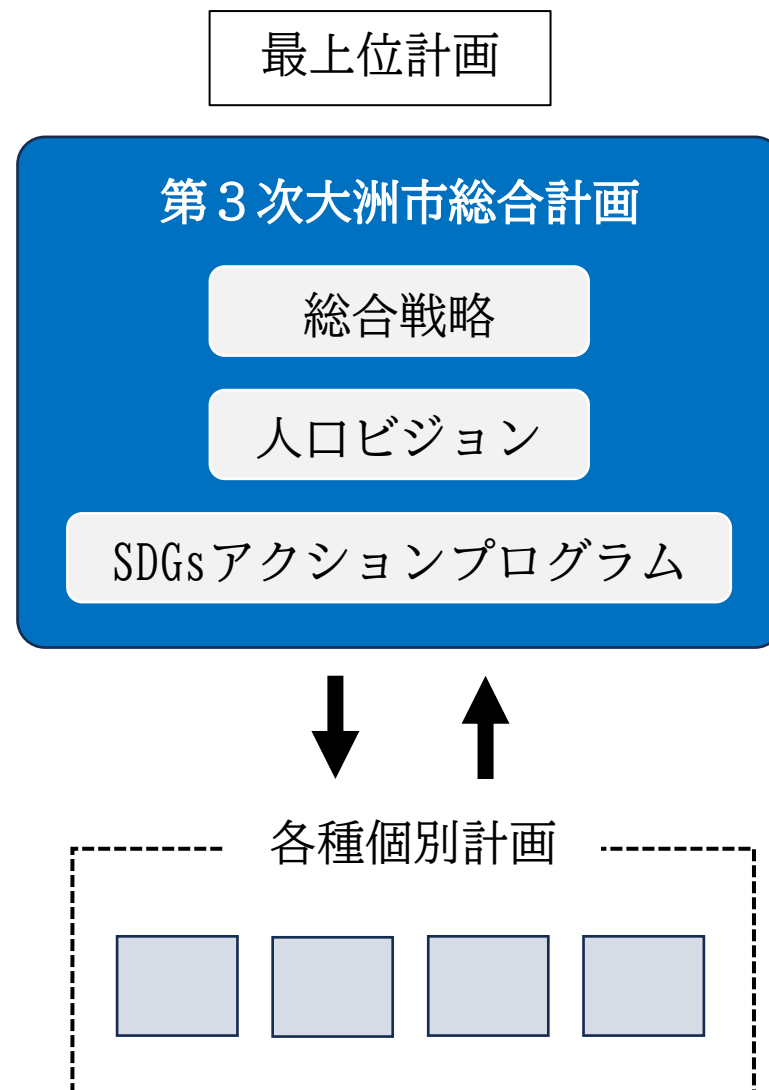 最上位計画
第３次大洲市総合計画
総合戦略
人口ビジョン
SDGsアクションプログラム
各種個別計画